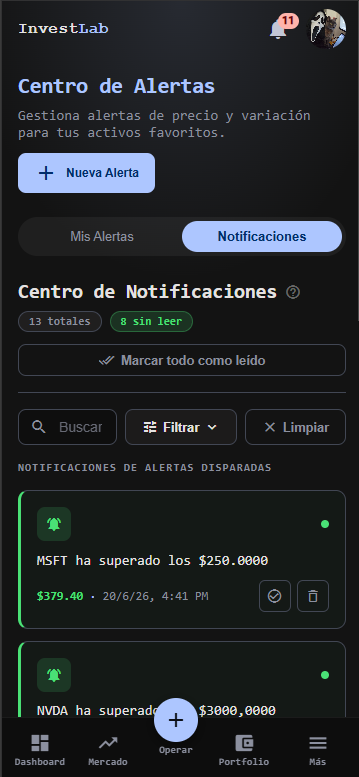 InvestLab
11
Centro de Alertas
Gestiona alertas de precio y variación
para tus activos favoritos.
Nueva Alerta
Mis Alertas
Notificaciones
Centro de Notificaciones
13 totales
8 sin leer
Marcar todo como leído
Buscar
Filtrar
Limpiar
NOTIFICACIONES DE ALERTAS DISPARADAS
MSFT ha superado los $250.0000
$379.40 · 20/6/26, 4:41 PM
NVDA ha superado $3000,0000
Dashboard
Mercado
Operar
Portfolio
Más